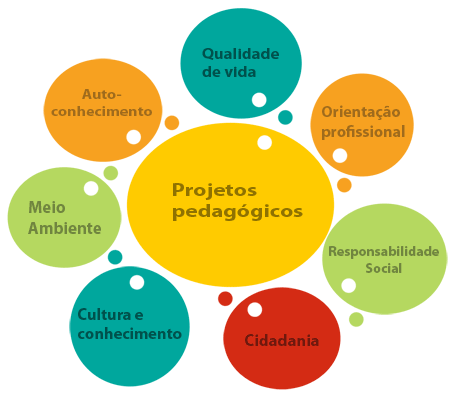 Qualidade
de vida
Auto-
conhecimento
Orientação
profissional
Projetos
pedagógicos
Meio
Ambiente
Responsabilidade
Social
Cultura e
conhecimento
Cidadania